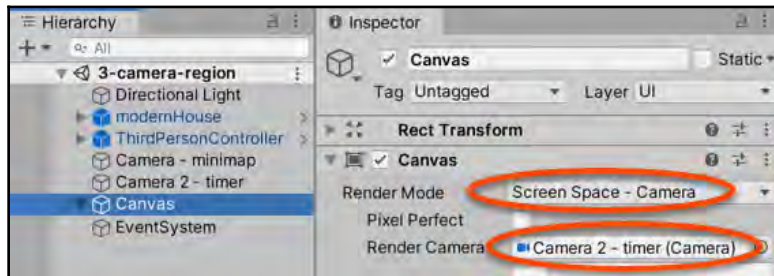 Hierarchy
All
3-camera-region
Directional Light
modernHouse
ThirdPersonController
Camera - minimap
Camera 2 - timer
Canvas
EventSystem
Inspector
Canvas
Static
Tag Untagged
Layer UI
Rect Transform
Canvas
Render Mode Screen Space - Camera
Pixel Perfect
Render Camera Camera 2 - timer (Camera)